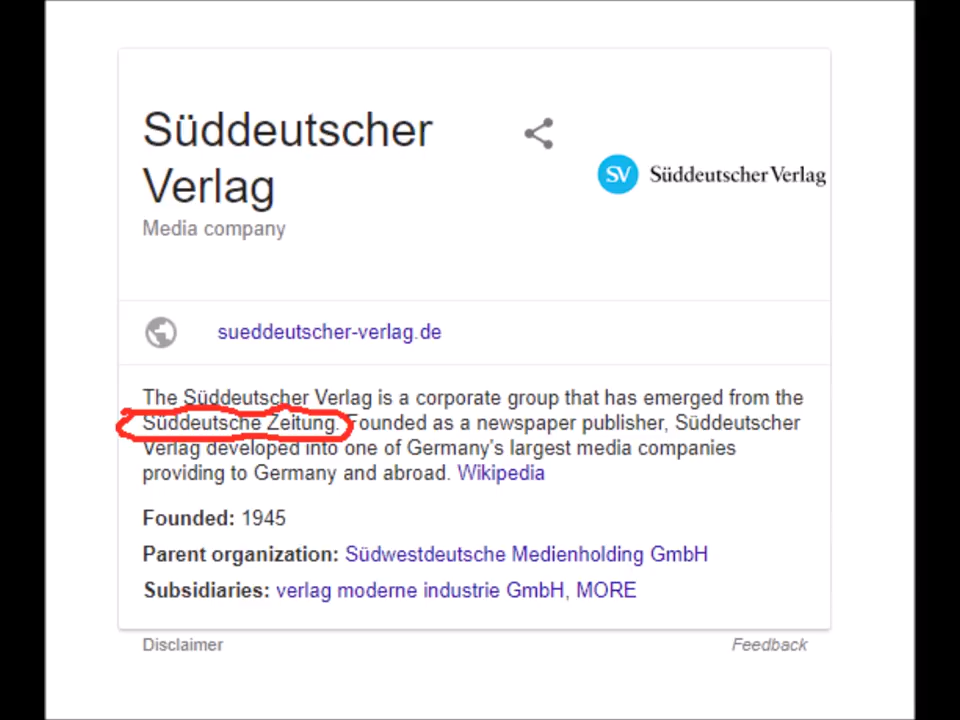 Süddeutscher
Verlag
Media company
SV Süddeutscher Verlag
sueddeutscher-verlag.de
The Süddeutscher Verlag is a corporate group that has emerged from the
Süddeutsche Zeitung. Founded as a newspaper publisher, Süddeutscher
Verlag developed into one of Germany's largest media companies
providing to Germany and abroad. Wikipedia
Founded: 1945
Parent organization: Südwestdeutsche Medienholding GmbH
Subsidiaries: verlag moderne industrie GmbH, MORE
Disclaimer
Feedback